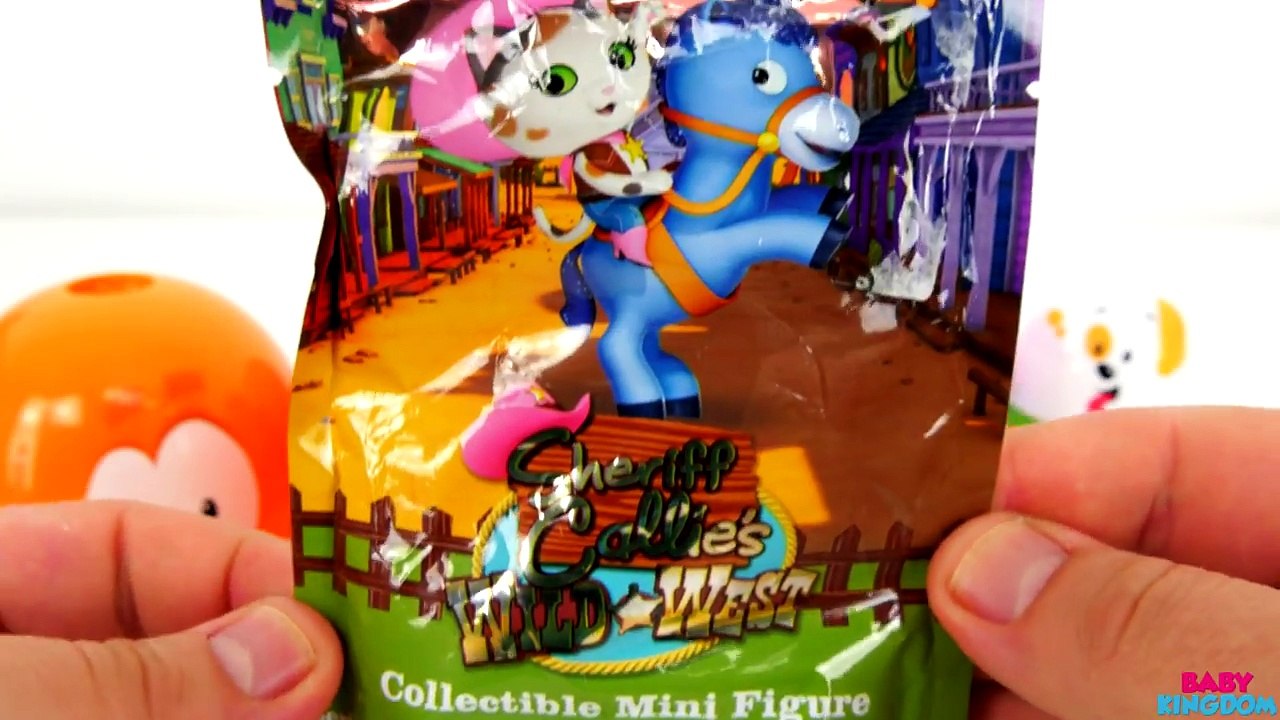 Sheriff
Callie's
WILD WEST
Collectible Mini Figure
BABY
KINGDOM